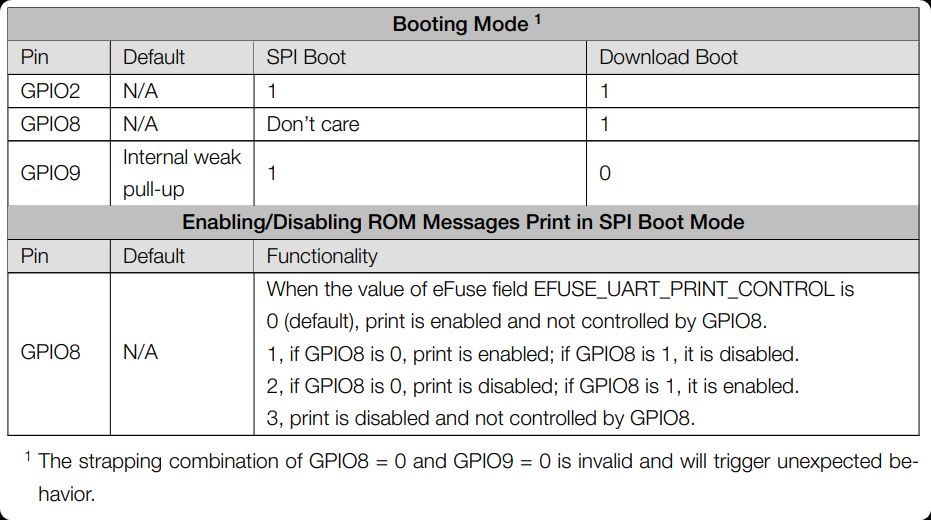 Booting Mode 1
Pin Default SPI Boot Download Boot
GPIO2 N/A 1 1
GPIO8 N/A Don’t care 1
GPIO9 Internal weak pull-up 1 0
Enabling/Disabling ROM Messages Print in SPI Boot Mode
Pin Default Functionality
GPIO8 N/A
When the value of eFuse field EFUSE_UART_PRINT_CONTROL is
0 (default), print is enabled and not controlled by GPIO8.
1, if GPIO8 is 0, print is enabled; if GPIO8 is 1, it is disabled.
2, if GPIO8 is 0, print is disabled; if GPIO8 is 1, it is enabled.
3, print is disabled and not controlled by GPIO8.
1 The strapping combination of GPIO8 = 0 and GPIO9 = 0 is invalid and will trigger unexpected be-
havior.